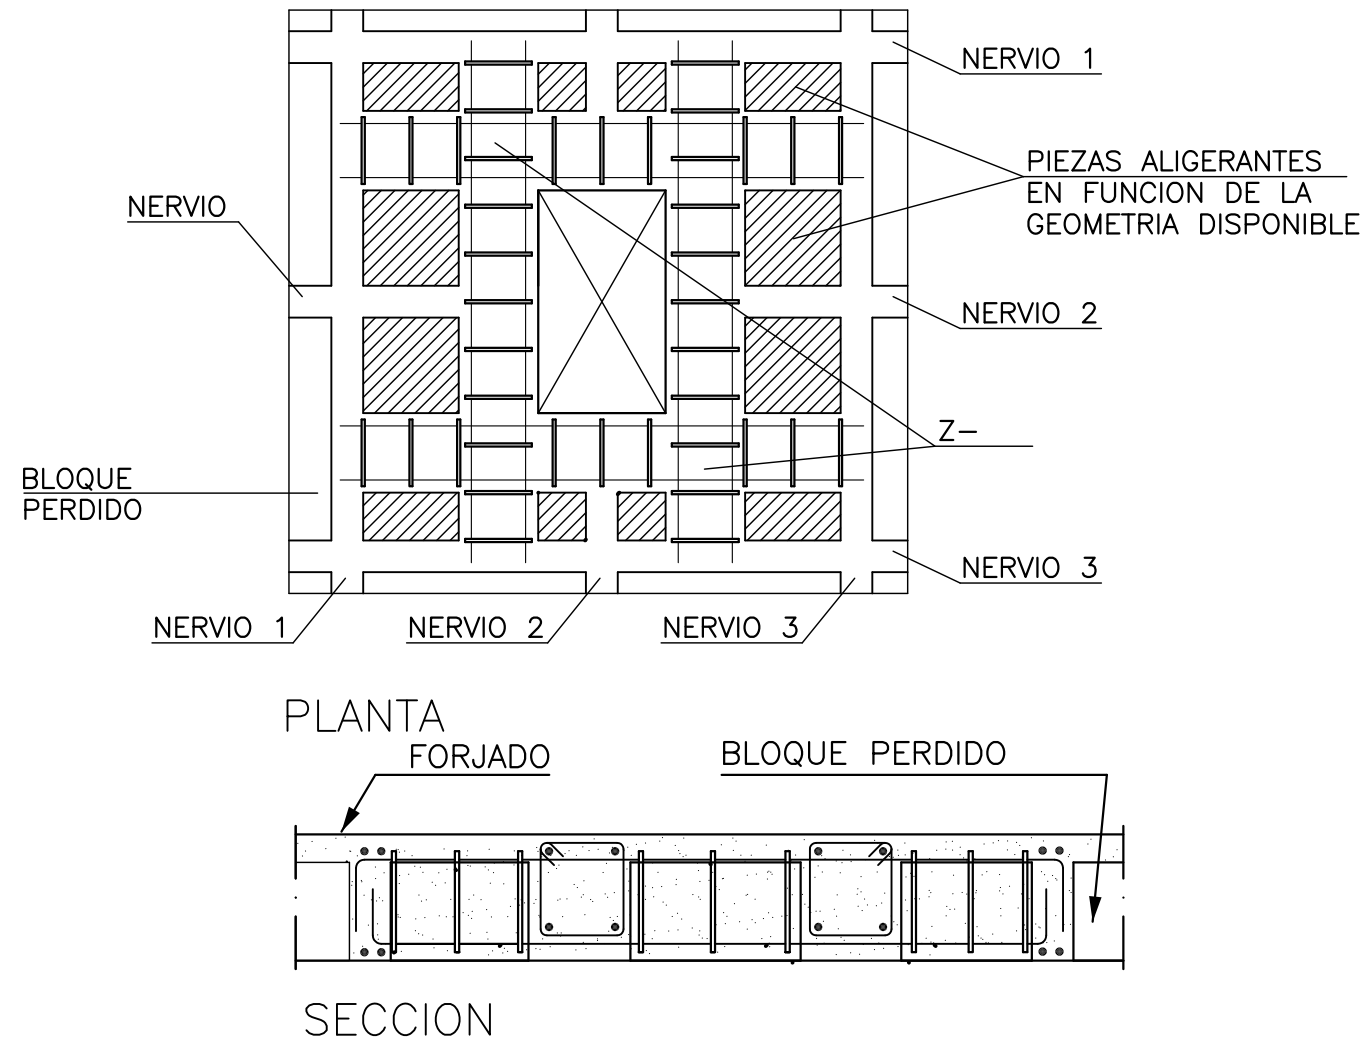 NERVIO 1
PIEZAS ALIGERANTES
EN FUNCION DE LA
GEOMETRIA DISPONIBLE
NERVIO
NERVIO 2
Z-
BLOQUE
PERDIDO
NERVIO 3
NERVIO 1
NERVIO 2
NERVIO 3
PLANTA
FORJADO
BLOQUE PERDIDO
SECCION